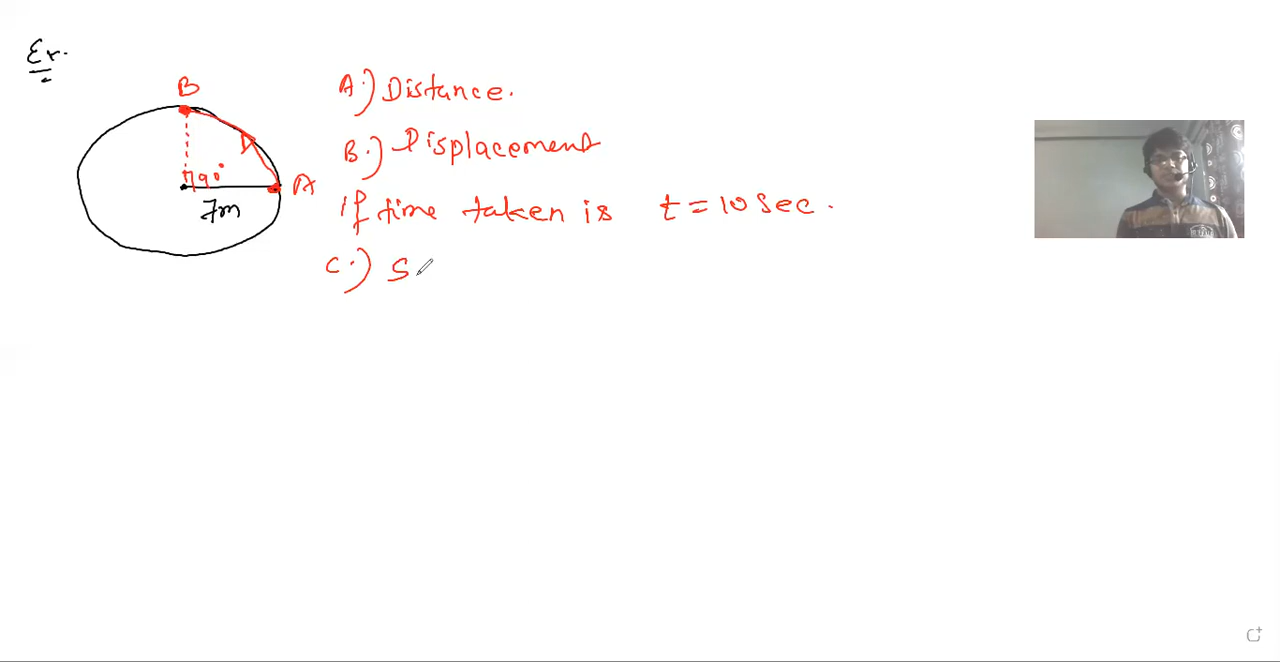 Ex.
B
A.) Distance.
B.) Displacement
90°
A
7m
If time taken is t = 10 sec.
C.) S